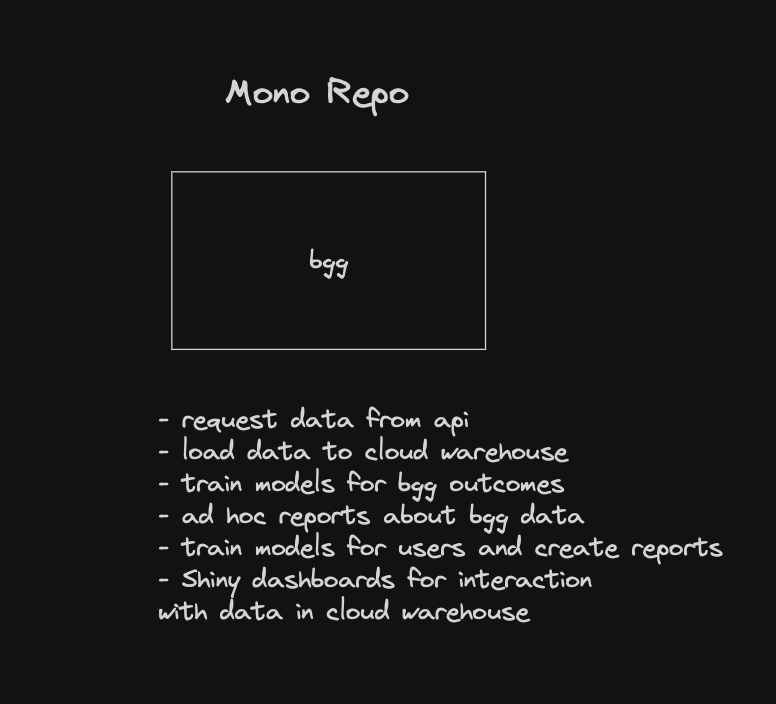 Mono Repo
bgg
- request data from api
- load data to cloud warehouse
- train models for bgg outcomes
- ad hoc reports about bgg data
- train models for users and create reports
- Shiny dashboards for interaction
with data in cloud warehouse